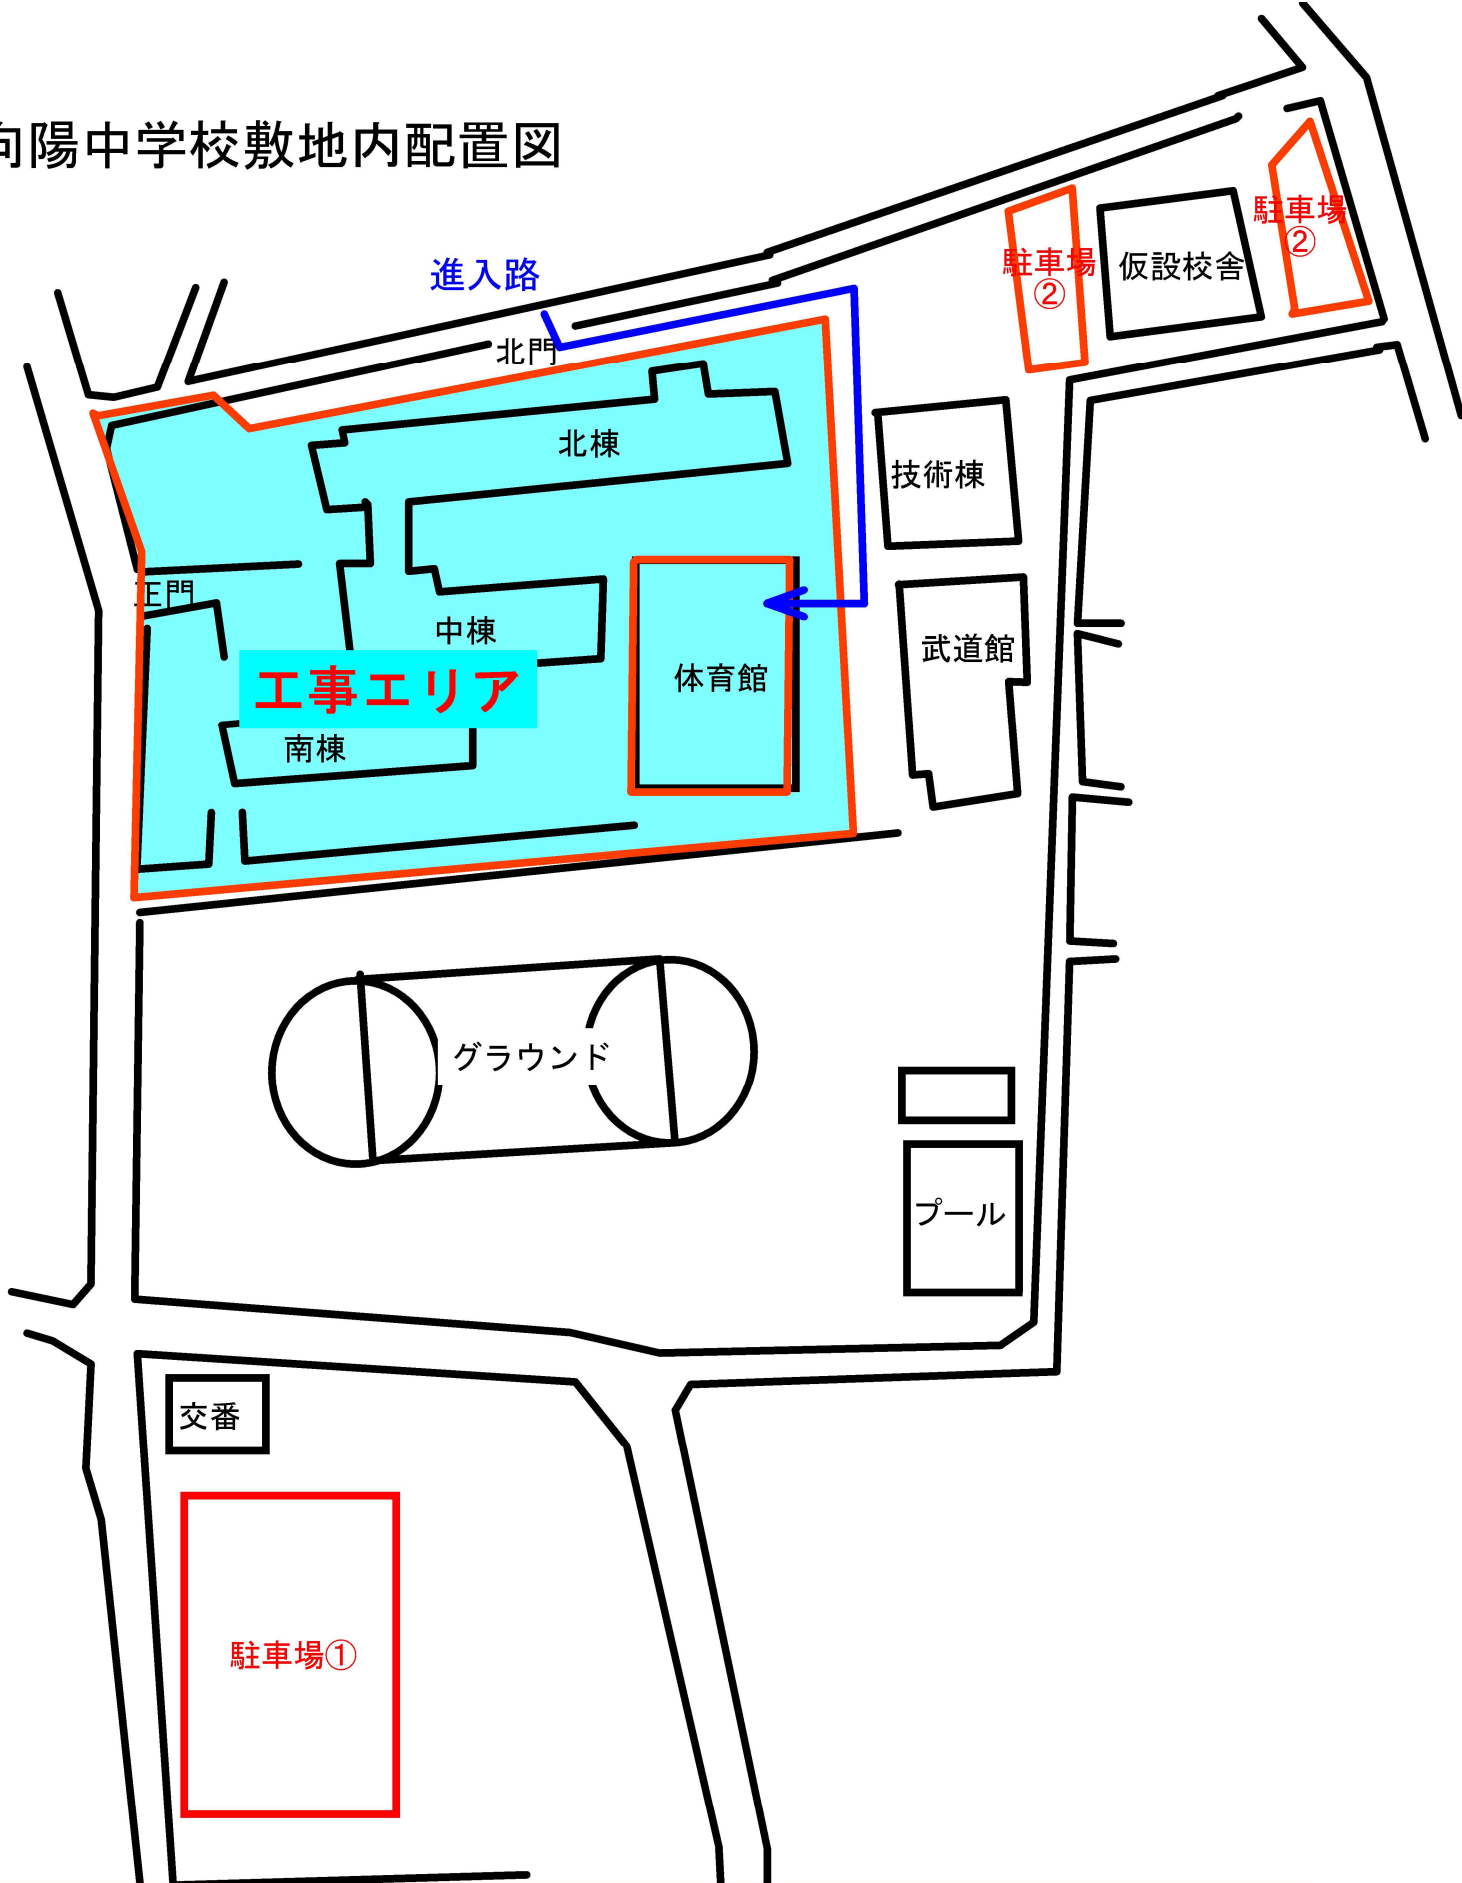 向陽中学校敷地内配置図
駐車場
②
進入路
駐車場
②
仮設校舎
北門
北棟
技術棟
正門
中棟
武道館
体育館
工事エリア
南棟
グラウンド
プール
交番
駐車場①